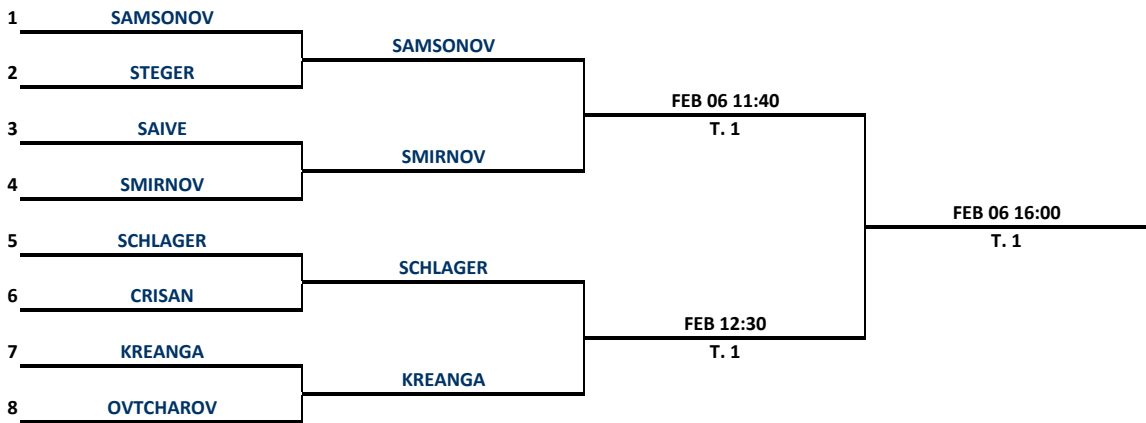 1 SAMSONOV
SAMSONOV
2 STEGER
FEB 06 11:40
3 SAIVE
T. 1
SMIRNOV
4 SMIRNOV
FEB 06 16:00
5 SCHLAGER
T. 1
SCHLAGER
6 CRISAN
FEB 12:30
7 KREANGA
T. 1
KREANGA
8 OVTCHAROV